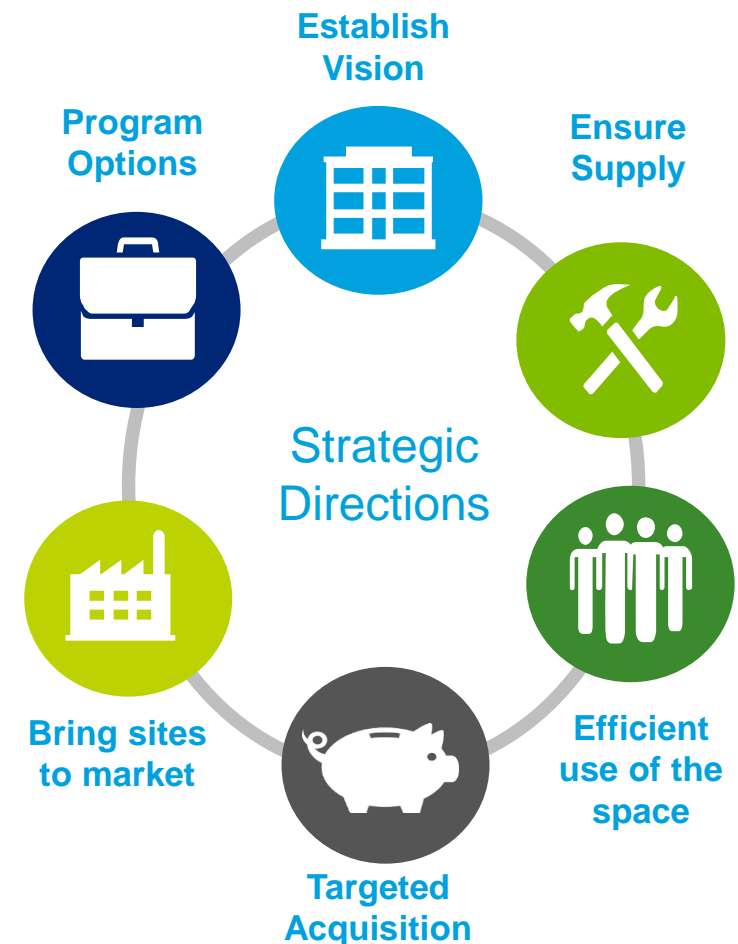 Establish
Vision
Program
Options
Ensure
Supply
Strategic
Directions
Bring sites
to market
Efficient
use of the
space
Targeted
Acquisition